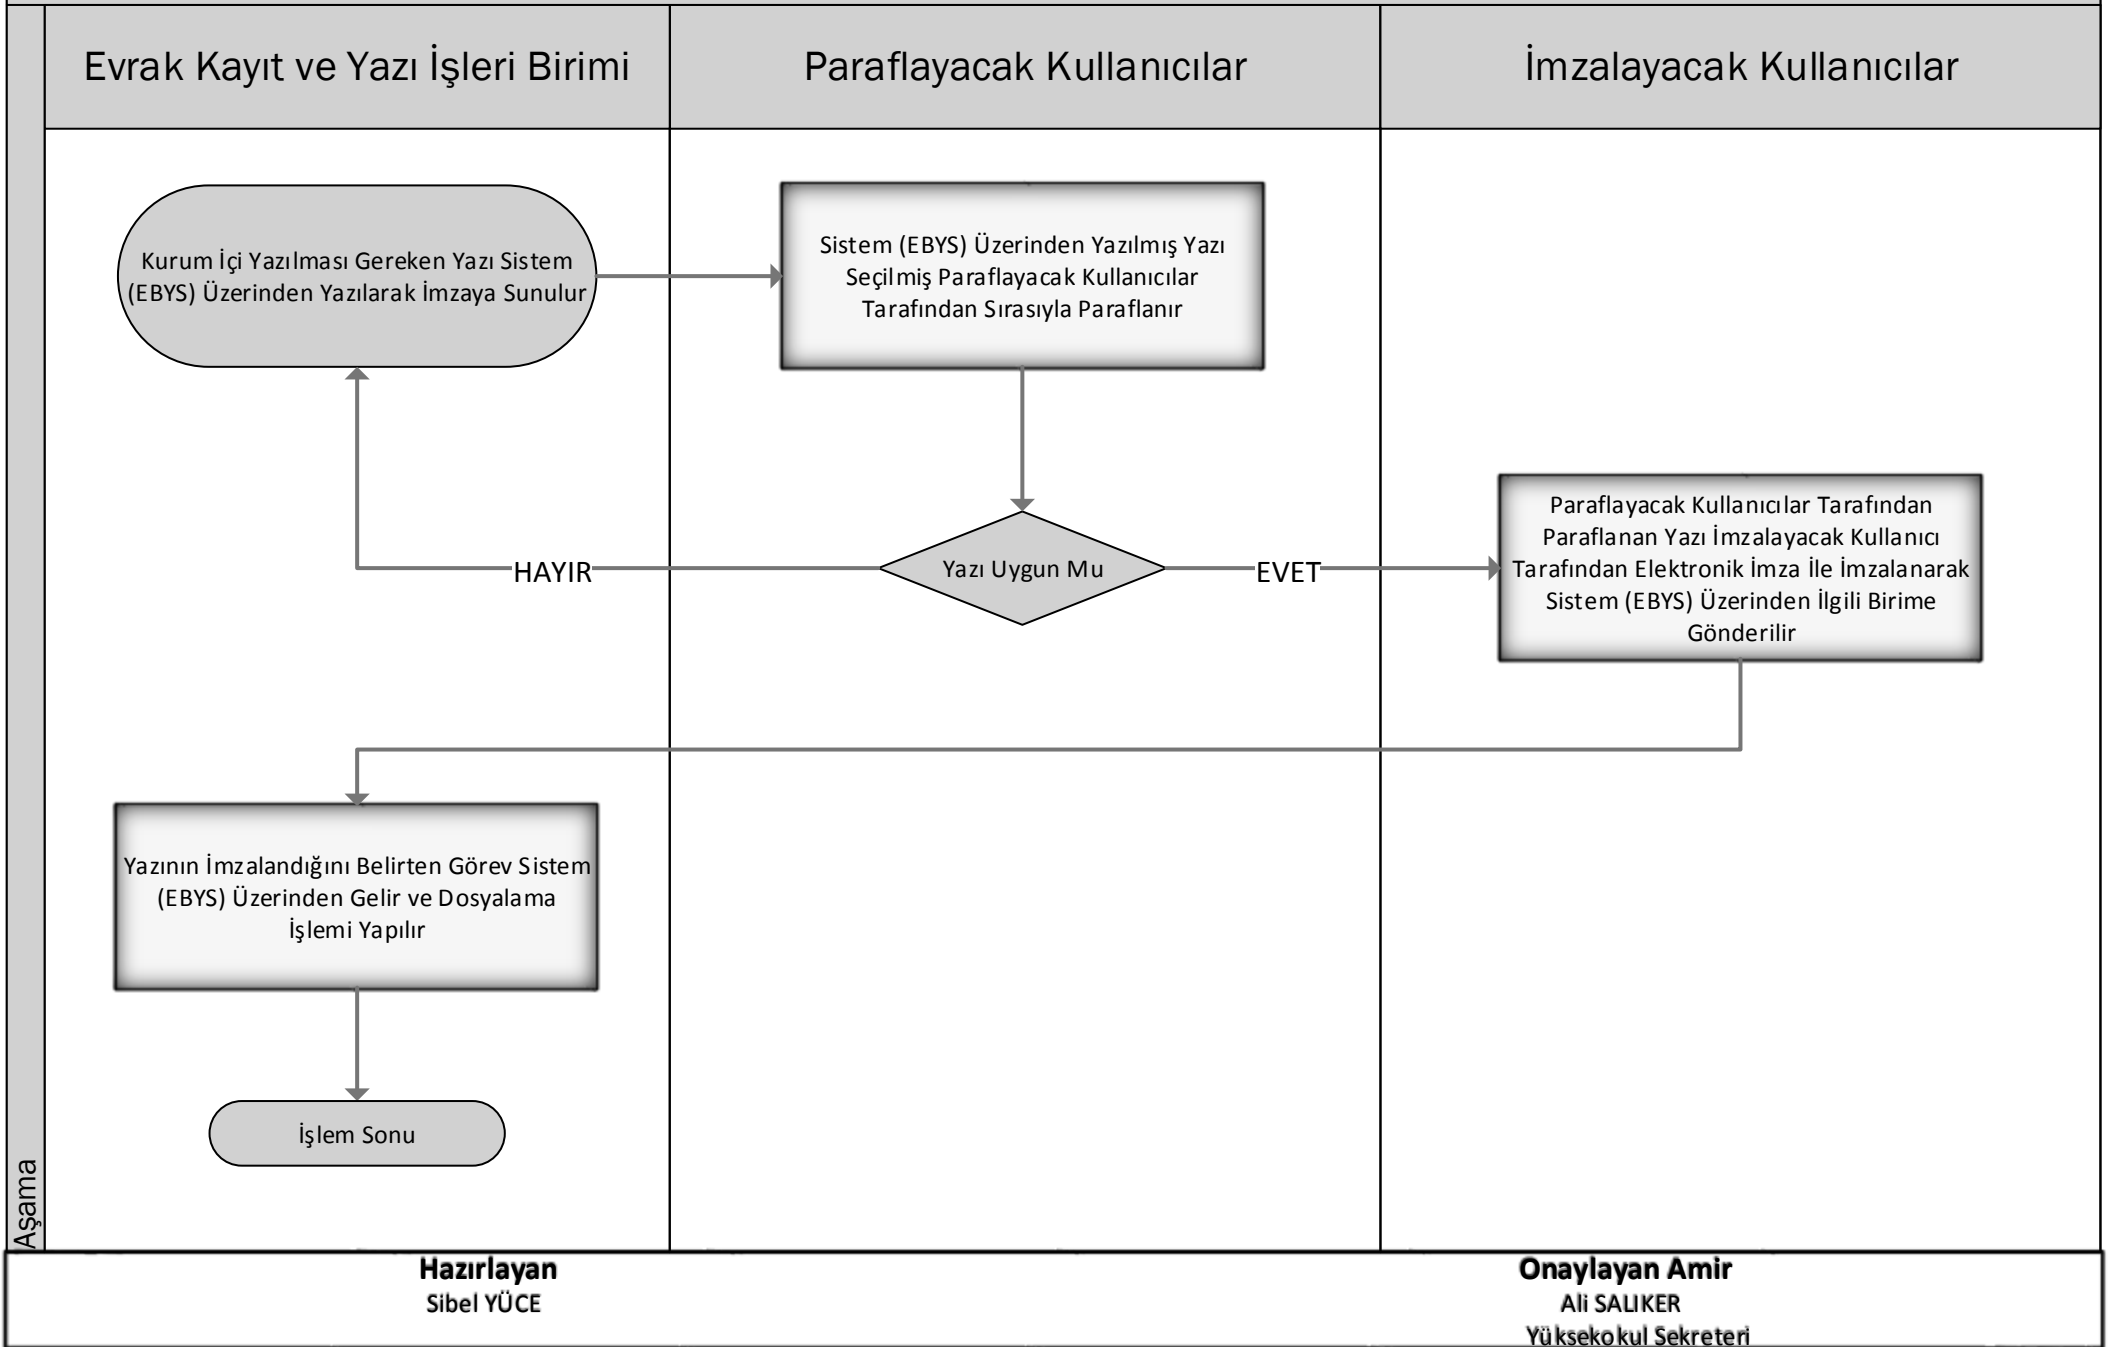 Evrak Kayıt ve Yazı İşleri Birimi
Paraflayacak Kullanıcılar
İmzalayacak Kullanıcılar
Kurum İçi Yazılması Gereken Yazı Sistem
(EBYS) Üzerinden Yazılarak İmzaya Sunulur
Sistem (EBYS) Üzerinden Yazılmış Yazı
Seçilmiş Paraflayacak Kullanıcılar
Tarafından Sırasıyla Paraflanır
Yazı Uygun Mu
HAYIR
EVET
Paraflayacak Kullanıcılar Tarafından
Paraflanan Yazı İmzalayacak Kullanıcı
Tarafından Elektronik İmza İle İmzalanarak
Sistem (EBYS) Üzerinden İlgili Birime
Gönderilir
Yazının İmzalandığını Belirten Görev Sistem
(EBYS) Üzerinden Gelir ve Dosyalama
İşlemi Yapılır
İşlem Sonu
Aşama
Hazırlayan
Sibel YÜCE
Onaylayan Amir
Ali SALIKER
Yüksekokul Sekreteri